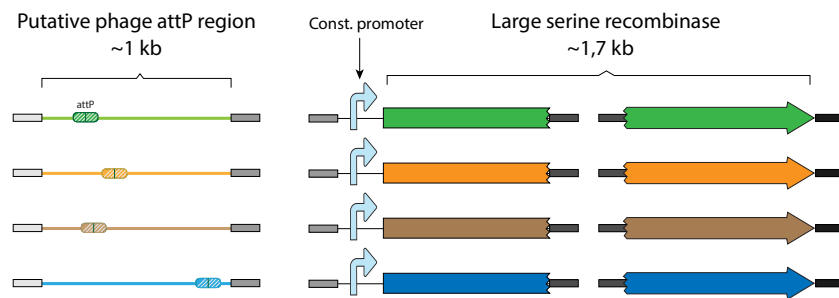 Putative phage attP region
~1 kb
Const. promoter
Large serine recombinase
~1,7 kb
attP